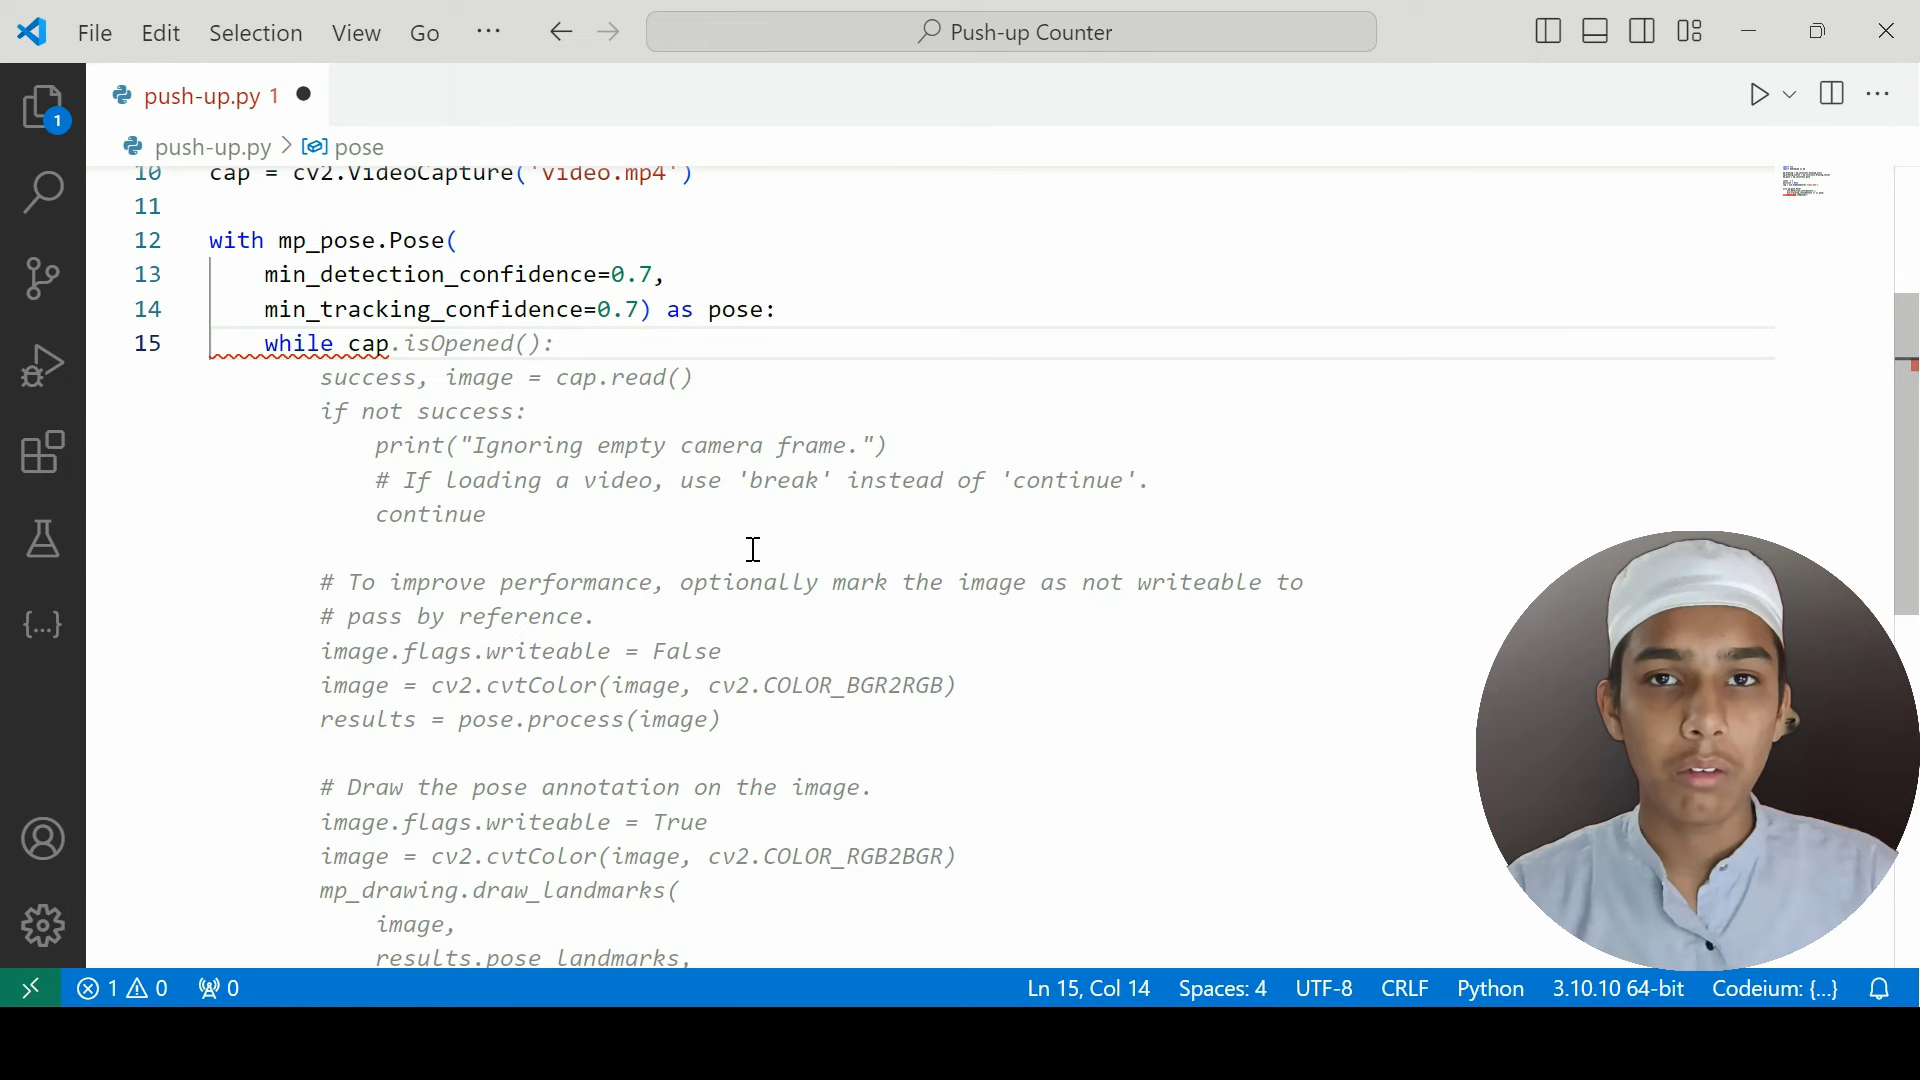 File Edit Selection View Go ··· Push-up Counter
push-up.py 1
1
push-up.py > pose
10 cap = cv2.VideoCapture('video.mp4')
11
12 with mp_pose.Pose(
13 min_detection_confidence=0.7,
14 min_tracking_confidence=0.7) as pose:
15 while cap.isOpened():
success, image = cap.read()
if not success:
print("Ignoring empty camera frame.")
# If loading a video, use 'break' instead of 'continue'.
continue
# To improve performance, optionally mark the image as not writeable to
# pass by reference.
image.flags.writeable = False
image = cv2.cvtColor(image, cv2.COLOR_BGR2RGB)
results = pose.process(image)
# Draw the pose annotation on the image.
image.flags.writeable = True
image = cv2.cvtColor(image, cv2.COLOR_RGB2BGR)
mp_drawing.draw_landmarks(
image,
results.pose_landmarks,
1 0 0 Ln 15, Col 14 Spaces: 4 UTF-8 CRLF Python 3.10.10 64-bit Codeium: {...}